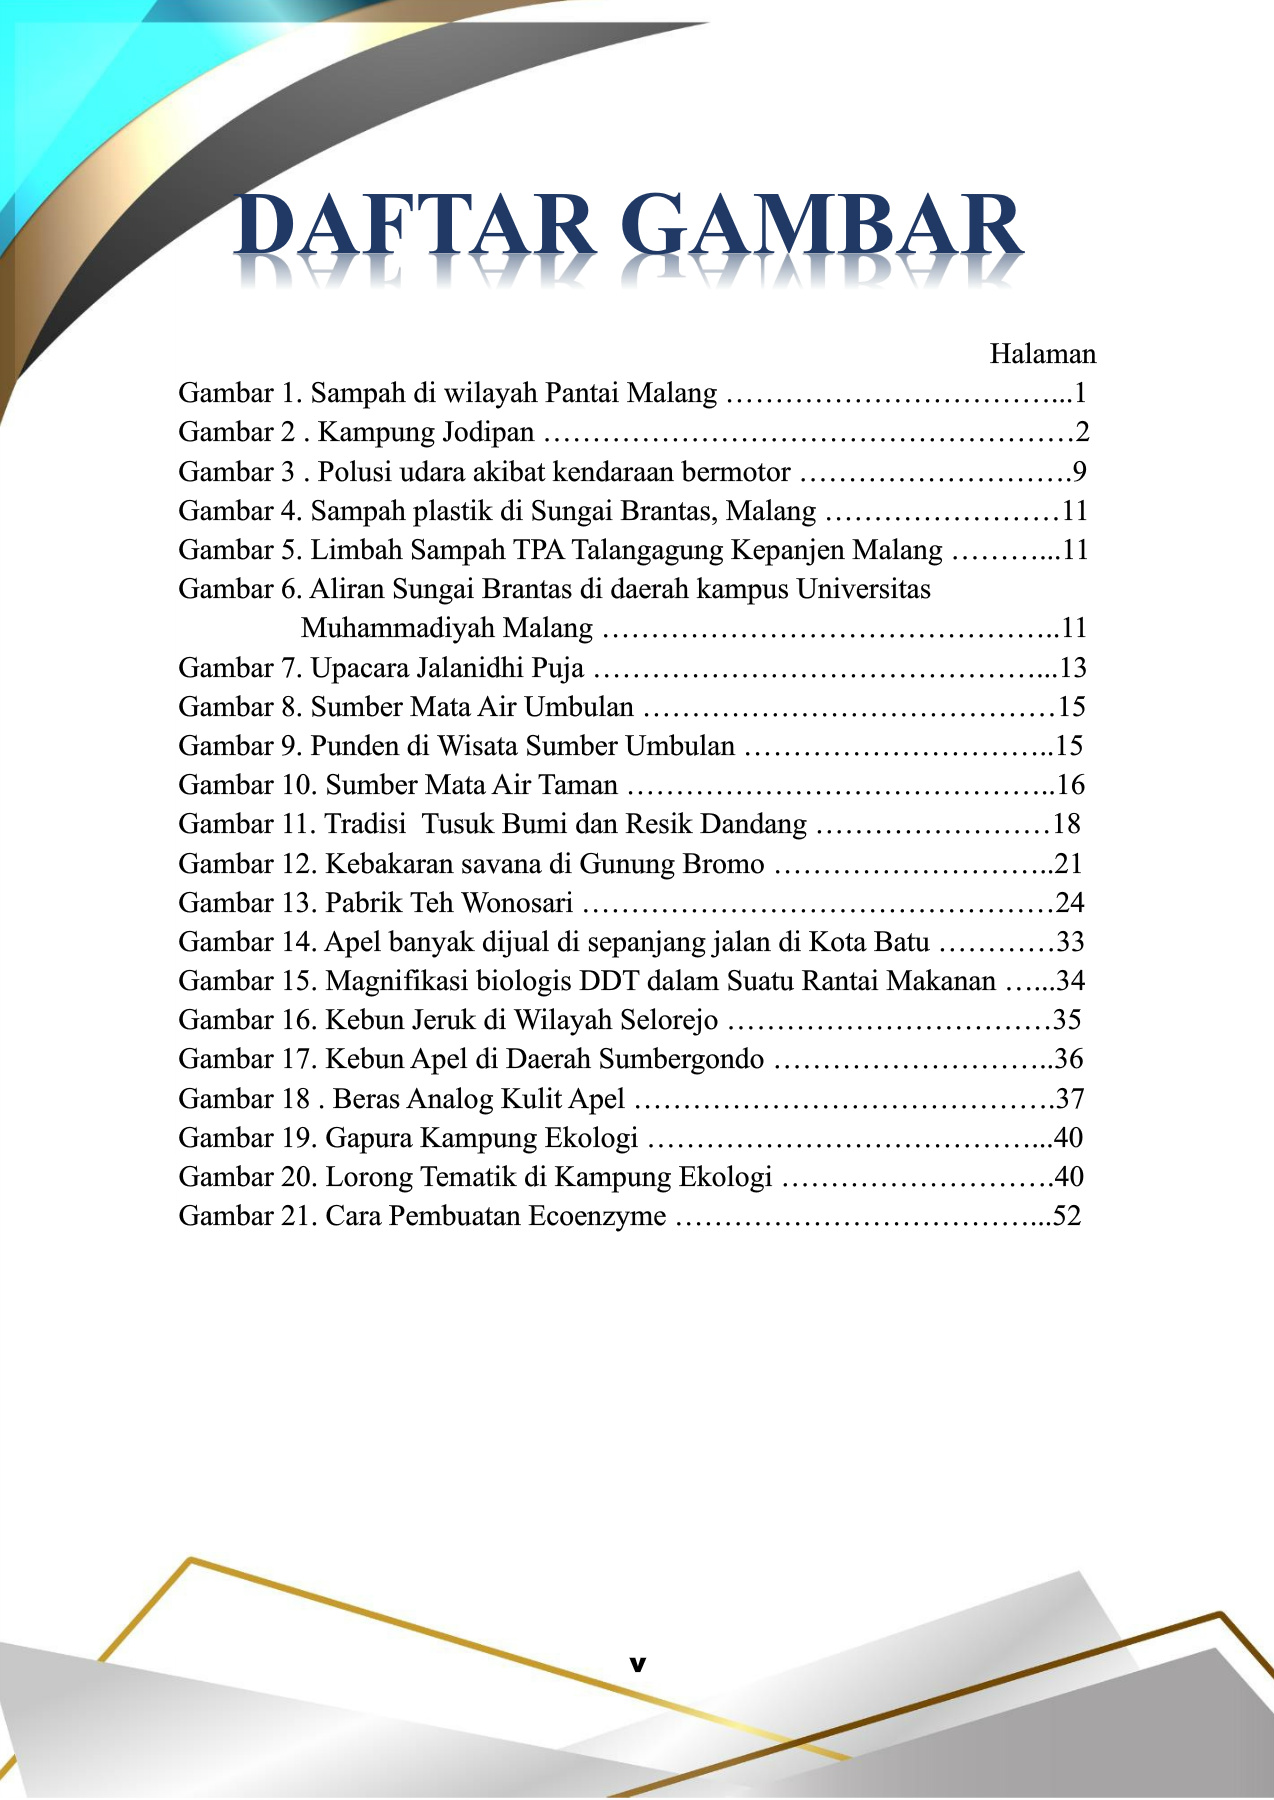 DAFTAR GAMBAR
Halaman
Gambar 1. Sampah di wilayah Pantai Malang ……………………………...1
Gambar 2 . Kampung Jodipan ………………………………………………2
Gambar 3 . Polusi udara akibat kendaraan bermotor ……………………….9
Gambar 4. Sampah plastik di Sungai Brantas, Malang ……………………11
Gambar 5. Limbah Sampah TPA Talangagung Kepanjen Malang ………...11
Gambar 6. Aliran Sungai Brantas di daerah kampus Universitas
Muhammadiyah Malang ………………………………………..11
Gambar 7. Upacara Jalanidhi Puja ………………………………………...13
Gambar 8. Sumber Mata Air Umbulan ……………………………………15
Gambar 9. Punden di Wisata Sumber Umbulan …………………………..15
Gambar 10. Sumber Mata Air Taman ……………………………………..16
Gambar 11. Tradisi  Tusuk Bumi dan Resik Dandang ……………………18
Gambar 12. Kebakaran savana di Gunung Bromo ………………………..21
Gambar 13. Pabrik Teh Wonosari …………………………………………24
Gambar 14. Apel banyak dijual di sepanjang jalan di Kota Batu …………33
Gambar 15. Magnifikasi biologis DDT dalam Suatu Rantai Makanan …...34
Gambar 16. Kebun Jeruk di Wilayah Selorejo ……………………………35
Gambar 17. Kebun Apel di Daerah Sumbergondo ………………………..36
Gambar 18 . Beras Analog Kulit Apel …………………………………….37
Gambar 19. Gapura Kampung Ekologi …………………………………...40
Gambar 20. Lorong Tematik di Kampung Ekologi ……………………….40
Gambar 21. Cara Pembuatan Ecoenzyme ………………………………...52
v